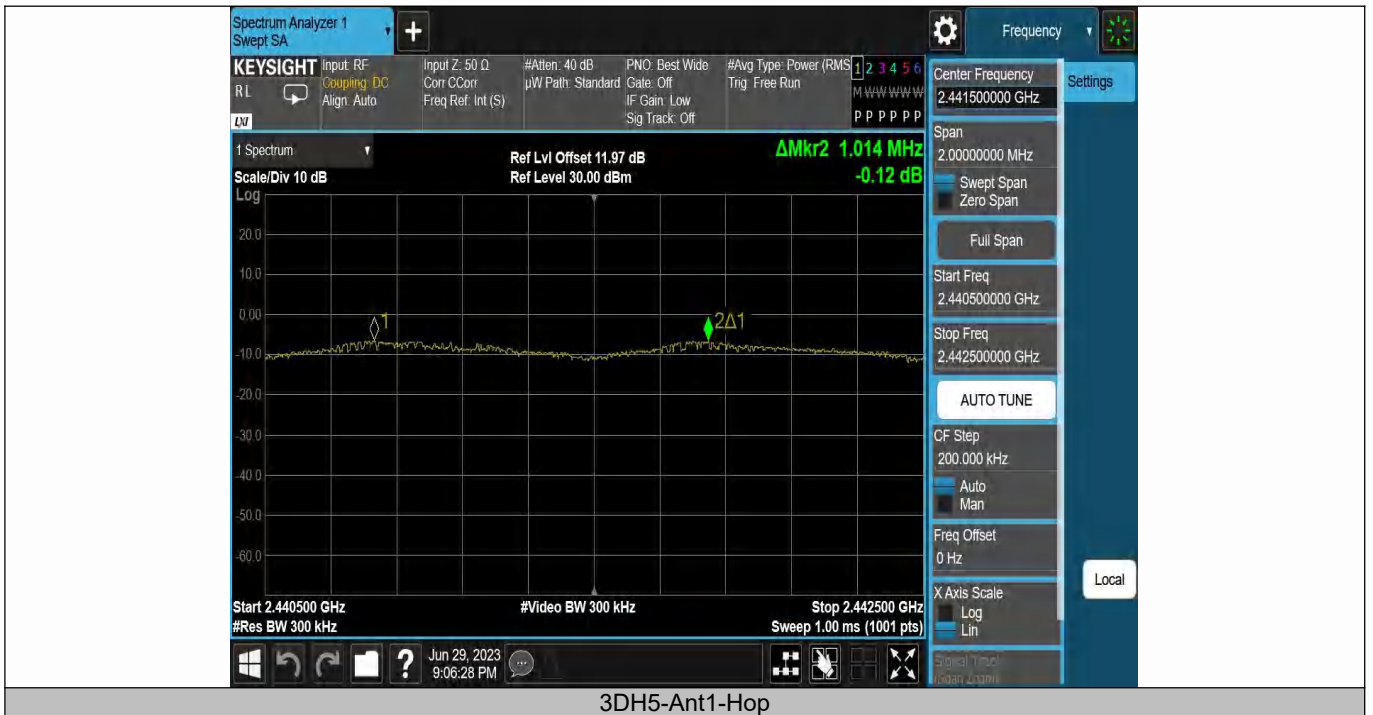 Spectrum Analyzer 1
Swept SA
+
Frequency
KEYSIGHT
RL
LXI
Input: RF
Coupling: DC
Align: Auto
Input Z: 50 Ω
Corr CCorr
Freq Ref: Int (S)
#Atten: 40 dB
µW Path: Standard
PNO: Best Wide
Gate: Off
IF Gain: Low
Sig Track: Off
#Avg Type: Power (RMS
Trig: Free Run
1 2 3 4 5 6
M W W W W W
P P P P P P
Center Frequency
2.441500000 GHz
Settings
Span
2.00000000 MHz
Swept Span
Zero Span
Full Span
Start Freq
2.440500000 GHz
Stop Freq
2.442500000 GHz
AUTO TUNE
CF Step
200.000 kHz
Auto
Man
Freq Offset
0 Hz
X Axis Scale
Log
Lin
Signal Track
(Span Zoom)
Local
1 Spectrum
Scale/Div 10 dB
Log
Ref Lvl Offset 11.97 dB
Ref Level 30.00 dBm
ΔMkr2 1.014 MHz
-0.12 dB
20.0
10.0
0.00
-10.0
-20.0
-30.0
-40.0
-50.0
-60.0
1
2Δ1
Start 2.440500 GHz
#Res BW 300 kHz
#Video BW 300 kHz
Stop 2.442500 GHz
Sweep 1.00 ms (1001 pts)
?
Jun 29, 2023
9:06:28 PM
3DH5-Ant1-Hop